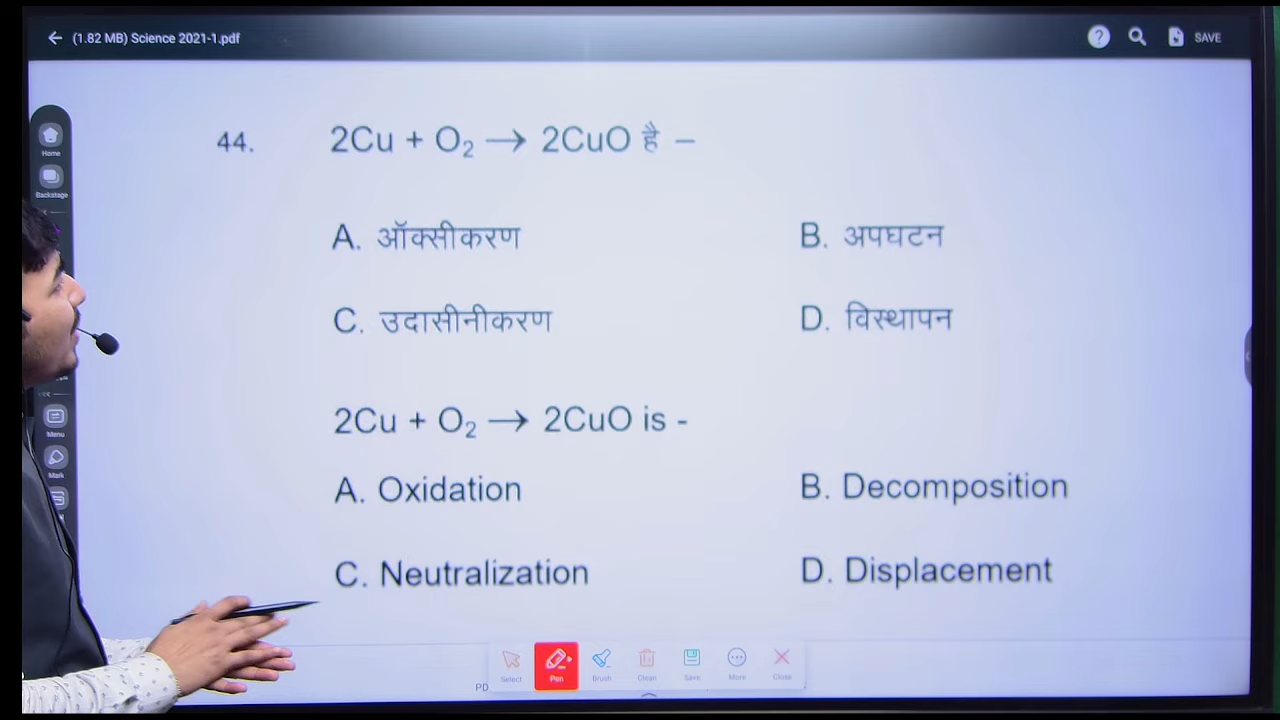 (1.82 MB) Science 2021-1.pdf
? SAVE
Home
Backstage
44. 2Cu + O₂ → 2CuO है –
A. ऑक्सीकरण B. अपघटन
C. उदासीनीकरण D. विस्थापन
2Cu + O₂ → 2CuO is -
A. Oxidation B. Decomposition
C. Neutralization D. Displacement
Menu
Mark
Select Pen Brush Clean Save More Close
PD